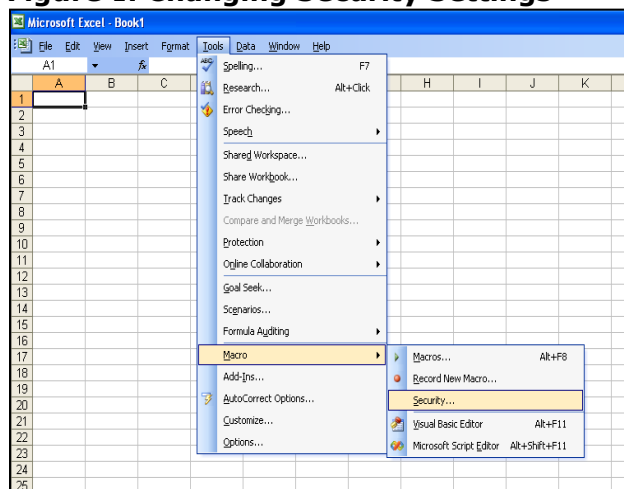 Figure 1: Changing Security Settings
Microsoft Excel - Book1
File Edit View Insert Format Tools Data Window Help
A1 fx
A B C H I J K
Spelling... F7
Research... Alt+Click
Error Checking...
Speech
Shared Workspace...
Share Workbook...
Track Changes
Compare and Merge Workbooks...
Protection
Online Collaboration
Goal Seek...
Scenarios...
Formula Auditing
Macro
Add-Ins...
AutoCorrect Options...
Customize...
Options...
Macros... Alt+F8
Record New Macro...
Security...
Visual Basic Editor Alt+F11
Microsoft Script Editor Alt+Shift+F11
1
2
3
4
5
6
7
8
9
10
11
12
13
14
15
16
17
18
19
20
21
22
23
24
25